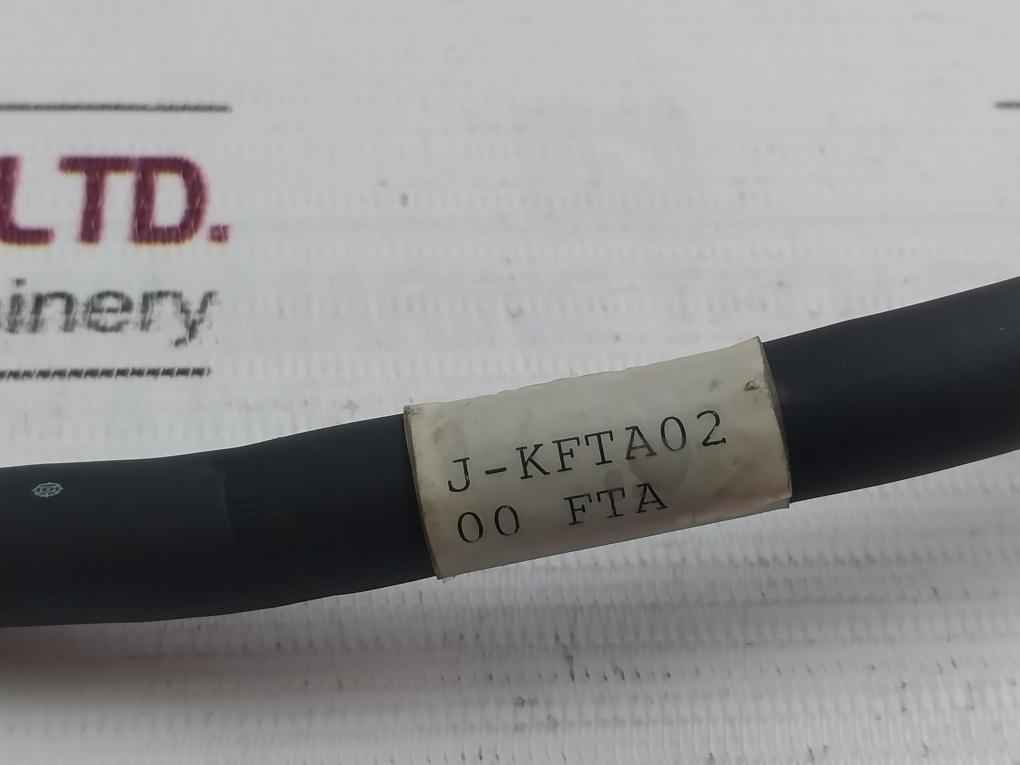 LTD.
inery
J-KFTA02
00 FTA